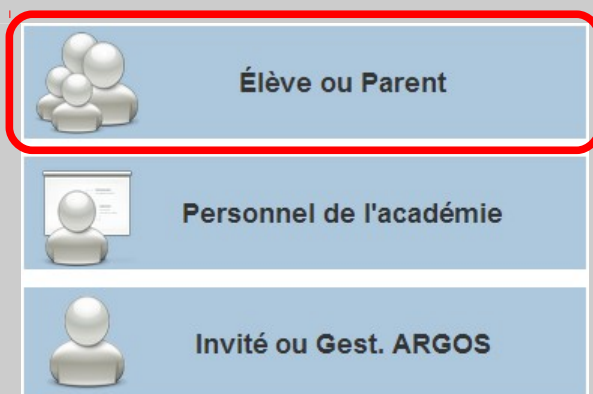 Élève ou Parent
Personnel de l'académie
Invité ou Gest. ARGOS